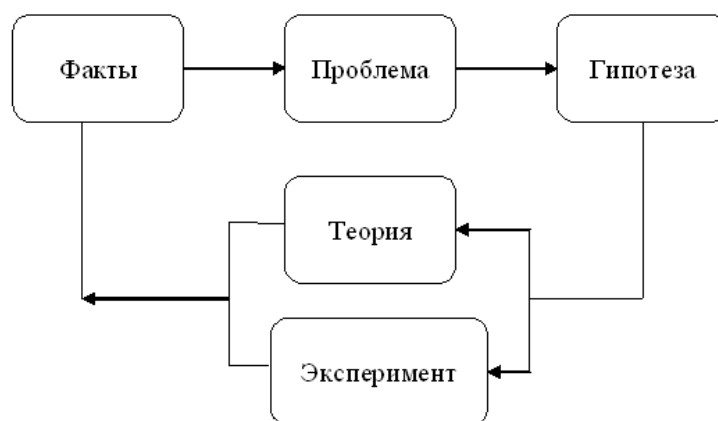 Факты
Проблема
Гипотеза
Теория
Эксперимент